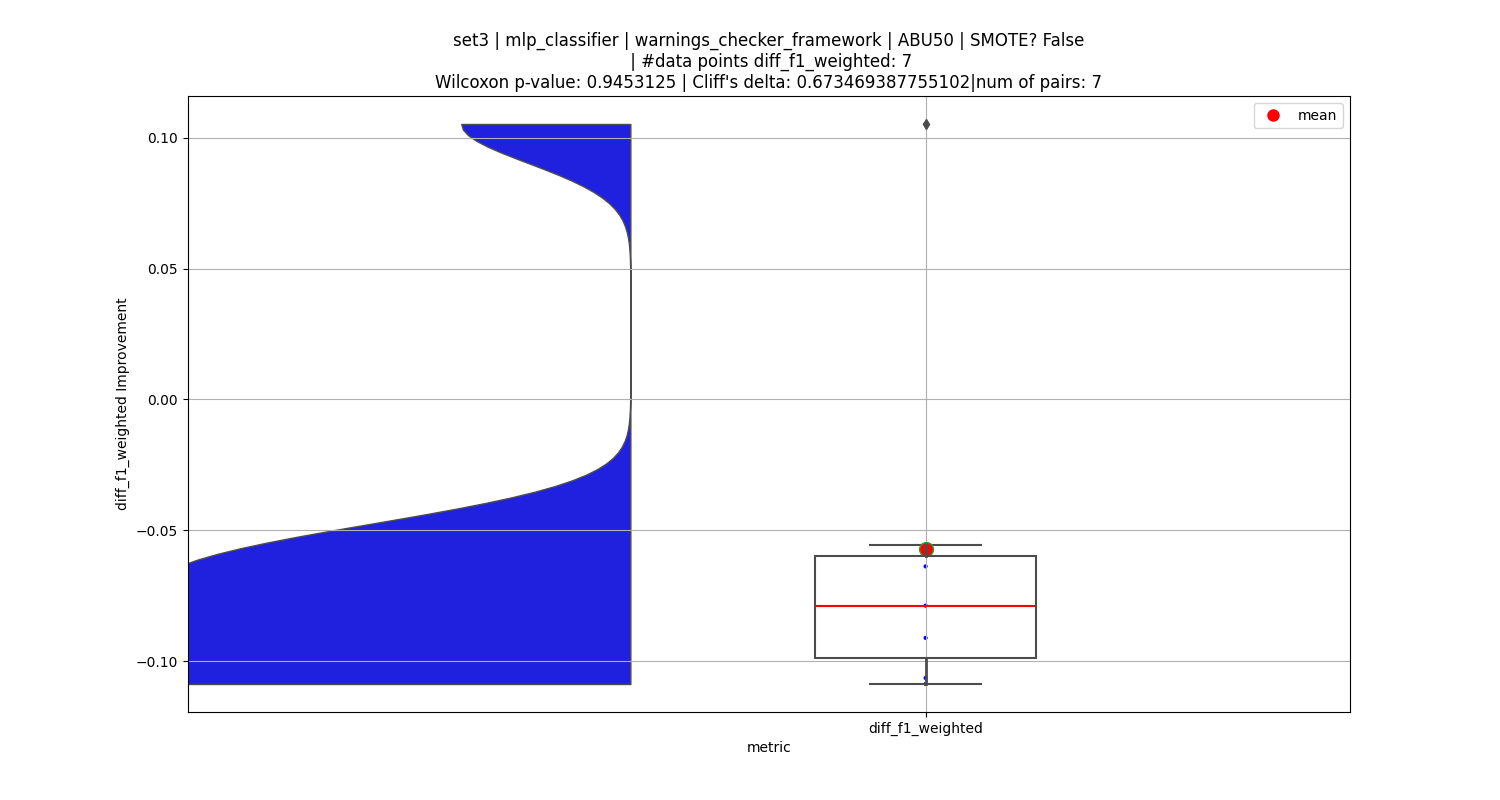 set3 | mlp_classifier | warnings_checker_framework | ABU50 | SMOTE? False
| #data points diff_f1_weighted: 7
Wilcoxon p-value: 0.9453125 | Cliff's delta: 0.673469387755102|num of pairs: 7
mean
0.10
0.05
0.00
−0.05
−0.10
diff_f1_weighted Improvement
diff_f1_weighted
metric